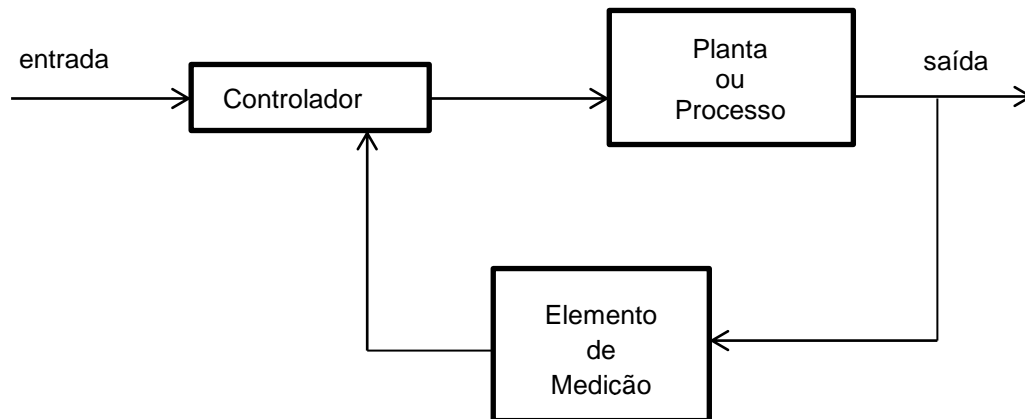 entrada
Controlador
Planta
ou
Processo
saída
Elemento
de
Medicão